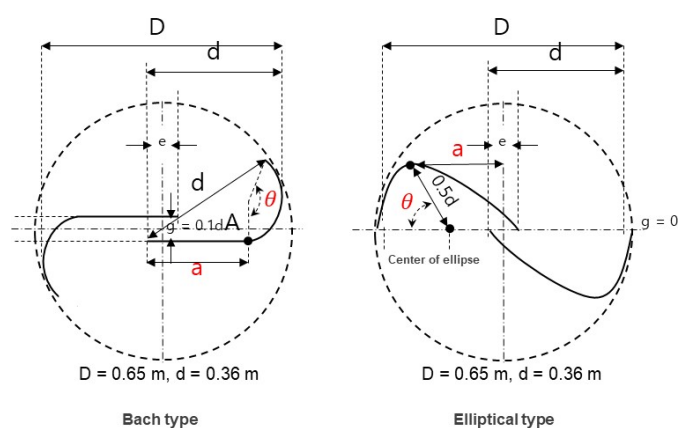 D
d
e
d
θ
g = 0.1d
A
a
D = 0.65 m, d = 0.36 m
Bach type
D
d
e
a
0.5d
θ
g = 0
Center of ellipse
D = 0.65 m, d = 0.36 m
Elliptical type